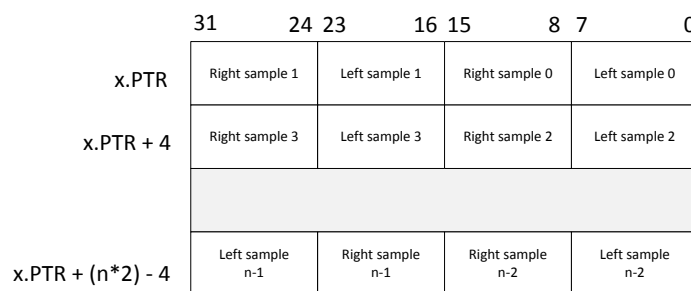 31 24 23 16 15 8 7 0
x.PTR Right sample 1 Left sample 1 Right sample 0 Left sample 0
x.PTR + 4 Right sample 3 Left sample 3 Right sample 2 Left sample 2
x.PTR + (n*2) - 4 Left sample Right sample Right sample Left sample
n-1 n-1 n-2 n-2